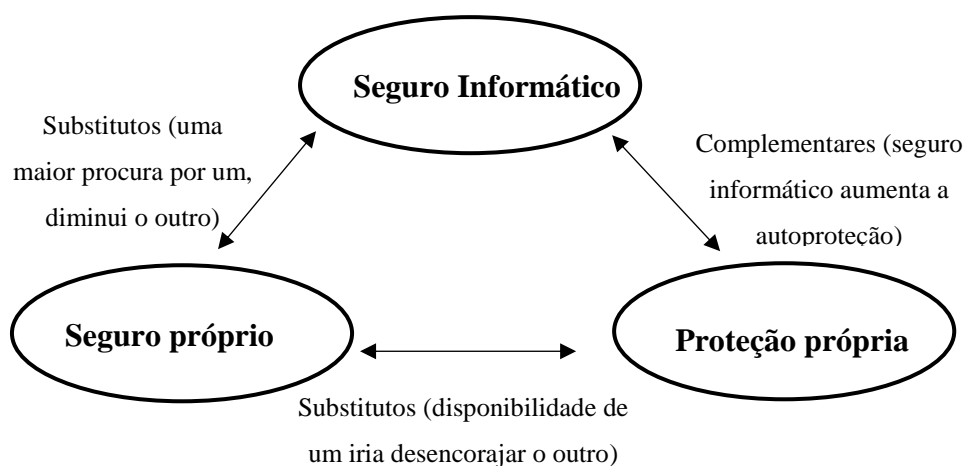 Seguro Informático
Substitutos (uma
maior procura por um,
diminui o outro)
Complementares (seguro
informático aumenta a
autoproteção)
Seguro próprio
Proteção própria
Substitutos (disponibilidade de
um iria desencorajar o outro)